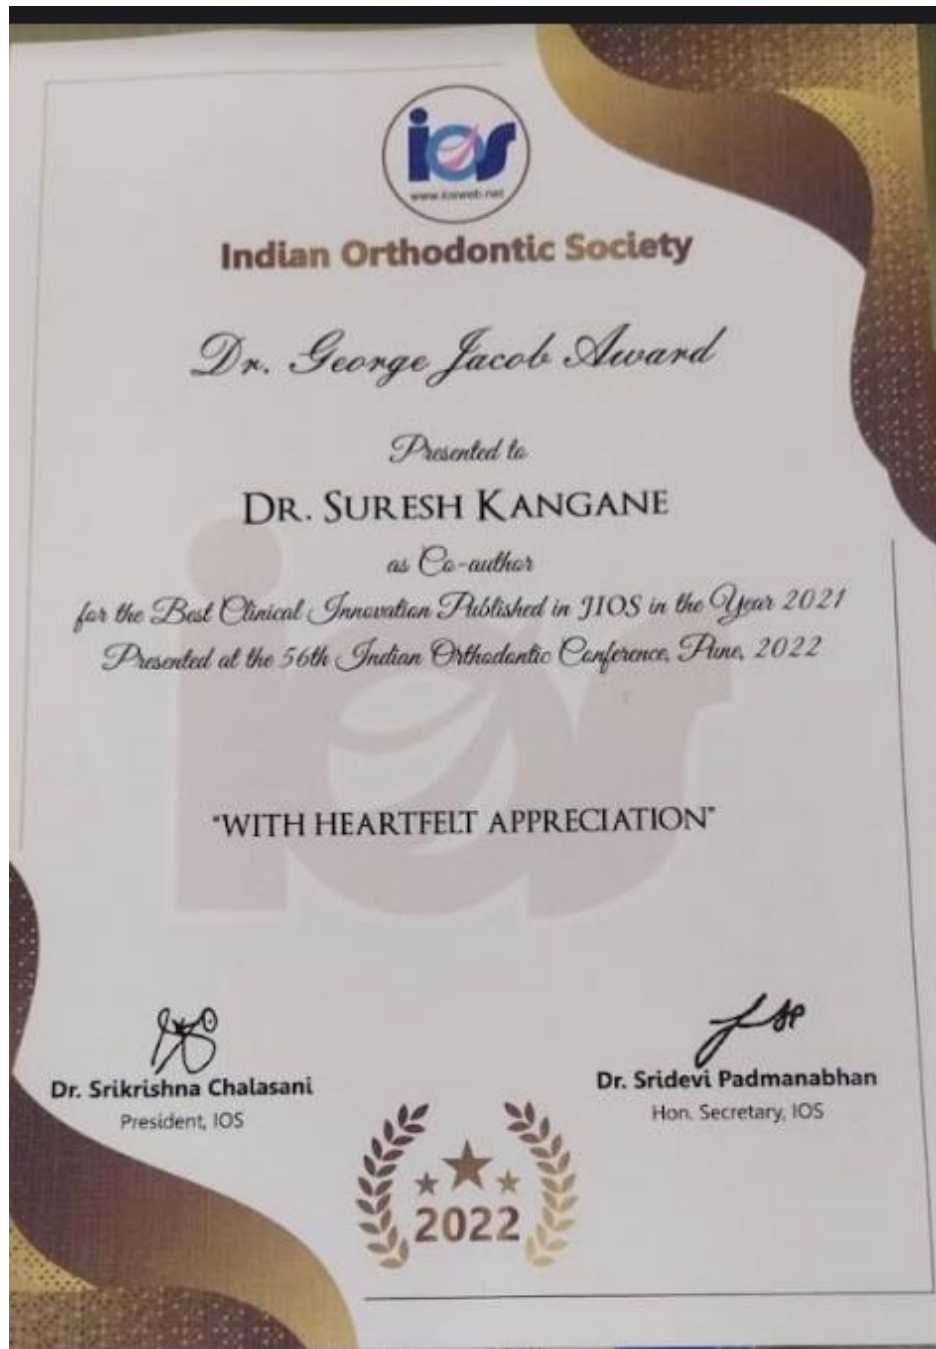 ios
www.iosweb.net
Indian Orthodontic Society
Dr. George Jacob Award
Presented to
DR. SURESH KANGANE
as Co-author
for the Best Clinical Innovation Published in JIOS in the Year 2021
Presented at the 56th Indian Orthodontic Conference, Pune, 2022
ios
"WITH HEARTFELT APPRECIATION"
Dr. Srikrishna Chalasani
President, IOS
Dr. Sridevi Padmanabhan
Hon. Secretary, IOS
2022